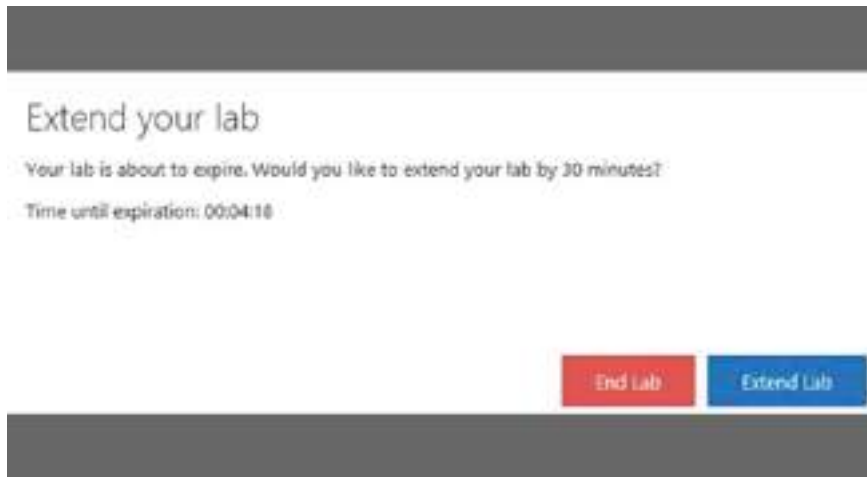 Extend your lab
Your lab is about to expire. Would you like to extend your lab by 30 minutes?
Time until expiration: 00:04:18
End Lab
Extend Lab